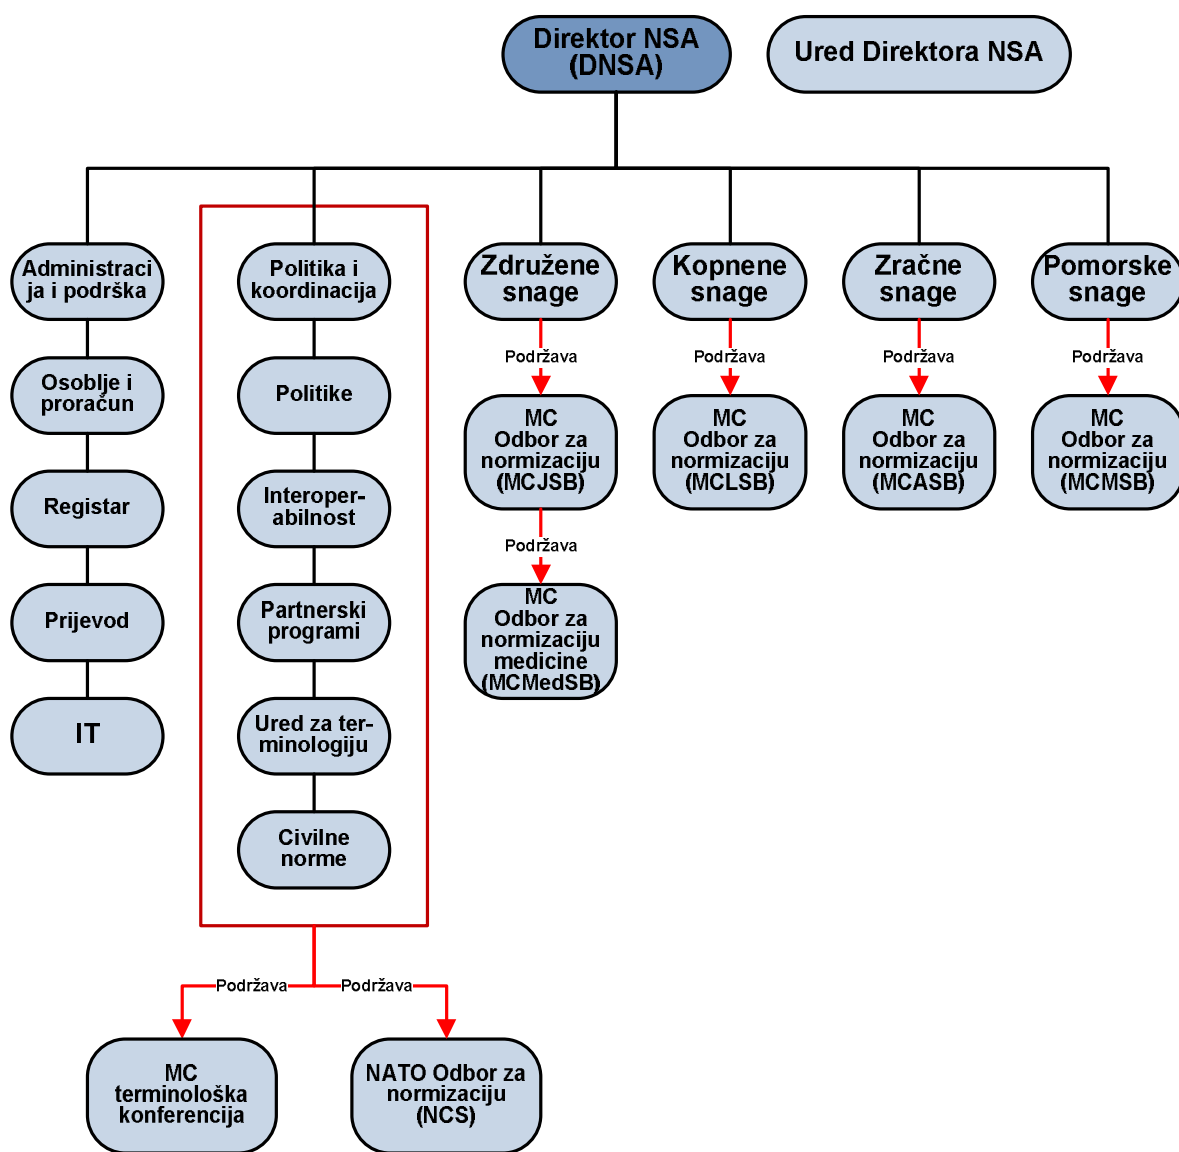 Direktor NSA
(DNSA)
Ured Direktora NSA
Administraci
ja i podrška
Osoblje i
proračun
Registar
Prijevod
IT
Politika i
koordinacija
Politike
Interoper-
abilnost
Partnerski
programi
Ured za ter-
minologiju
Civilne
norme
Podržava
Podržava
MC
terminološka
konferencija
NATO Odbor za
normizaciju
(NCS)
Združene
snage
Podržava
MC
Odbor za
normizaciju
(MCJSB)
Podržava
MC
Odbor za
normizaciju
medicine
(MCMedSB)
Kopnene
snage
Podržava
MC
Odbor za
normizaciju
(MCLSB)
Zračne
snage
Podržava
MC
Odbor za
normizaciju
(MCASB)
Pomorske
snage
Podržava
MC
Odbor za
normizaciju
(MCMSB)